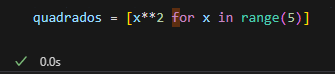 quadrados = [x**2 for x in range(5)]
✓ 0.0s